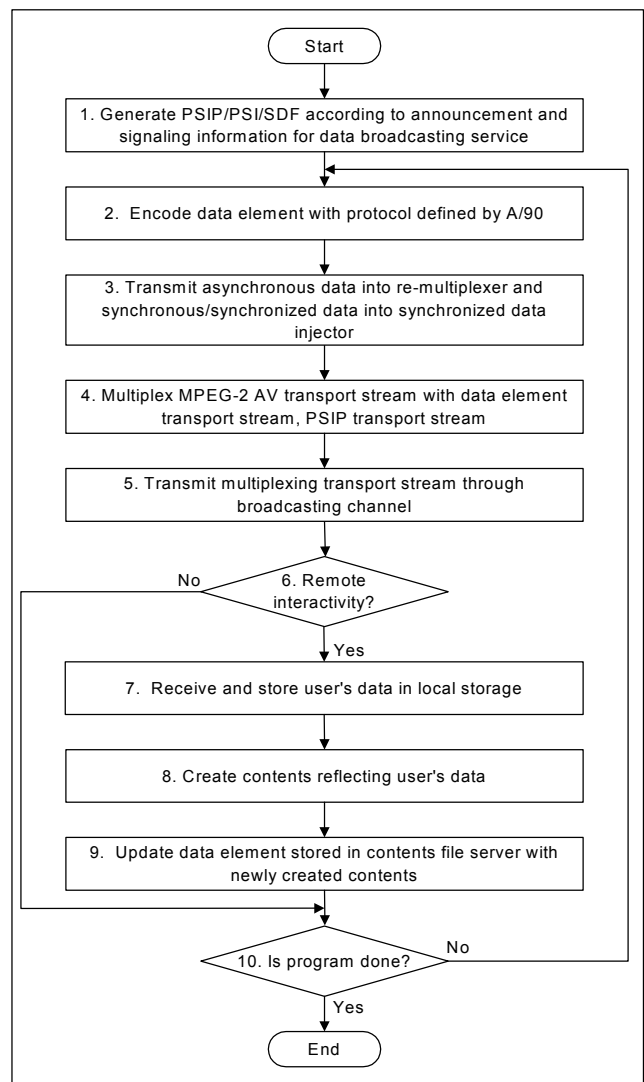 Start
1. Generate PSIP/PSI/SDF according to announcement and
signaling information for data broadcasting service
2. Encode data element with protocol defined by A/90
3. Transmit asynchronous data into re-multiplexer and
synchronous/synchronized data into synchronized data
injector
4. Multiplex MPEG-2 AV transport stream with data element
transport stream, PSIP transport stream
5. Transmit multiplexing transport stream through
broadcasting channel
No
6. Remote
interactivity?
Yes
7. Receive and store user's data in local storage
8. Create contents reflecting user's data
9. Update data element stored in contents file server with
newly created contents
No
10. Is program done?
Yes
End